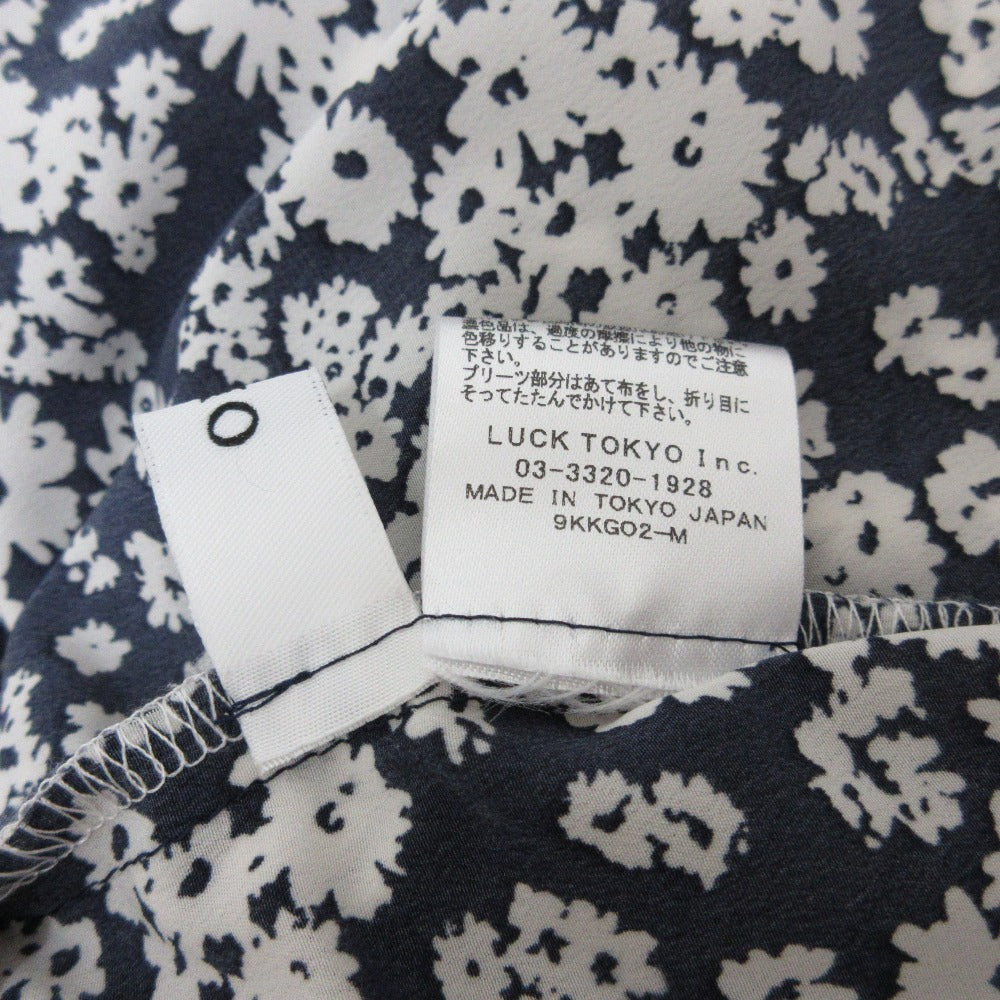 濃色品は、過度の摩擦により他の物に
色移りすることがありますのでご注意
下さい。
プリーツ部分はあて布をし、折り目に
そってたたんでかけて下さい。
LUCK TOKYO Inc.
03-3320-1928
MADE IN TOKYO JAPAN
9KKG02-M
0